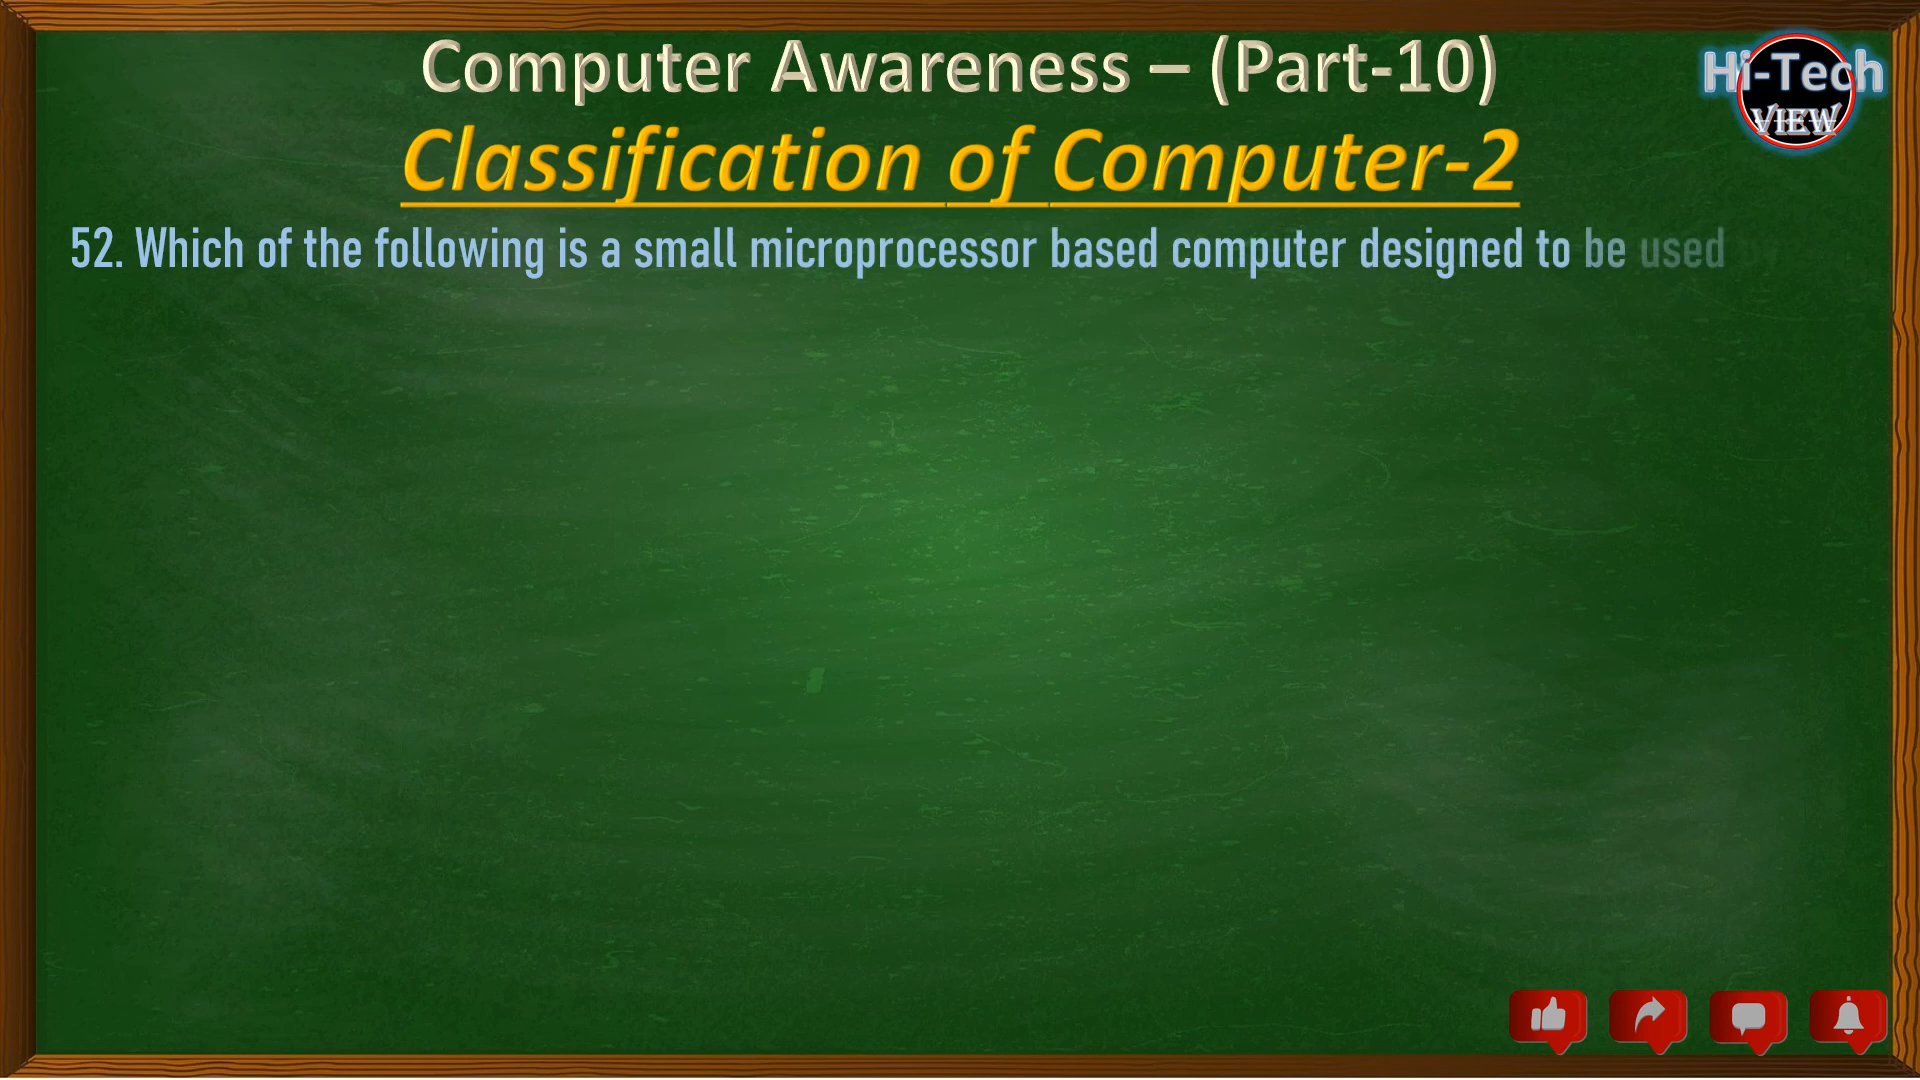 Computer Awareness – (Part-10)
Hi-Tech
VIEW
Classification of Computer-2
52. Which of the following is a small microprocessor based computer designed to be used